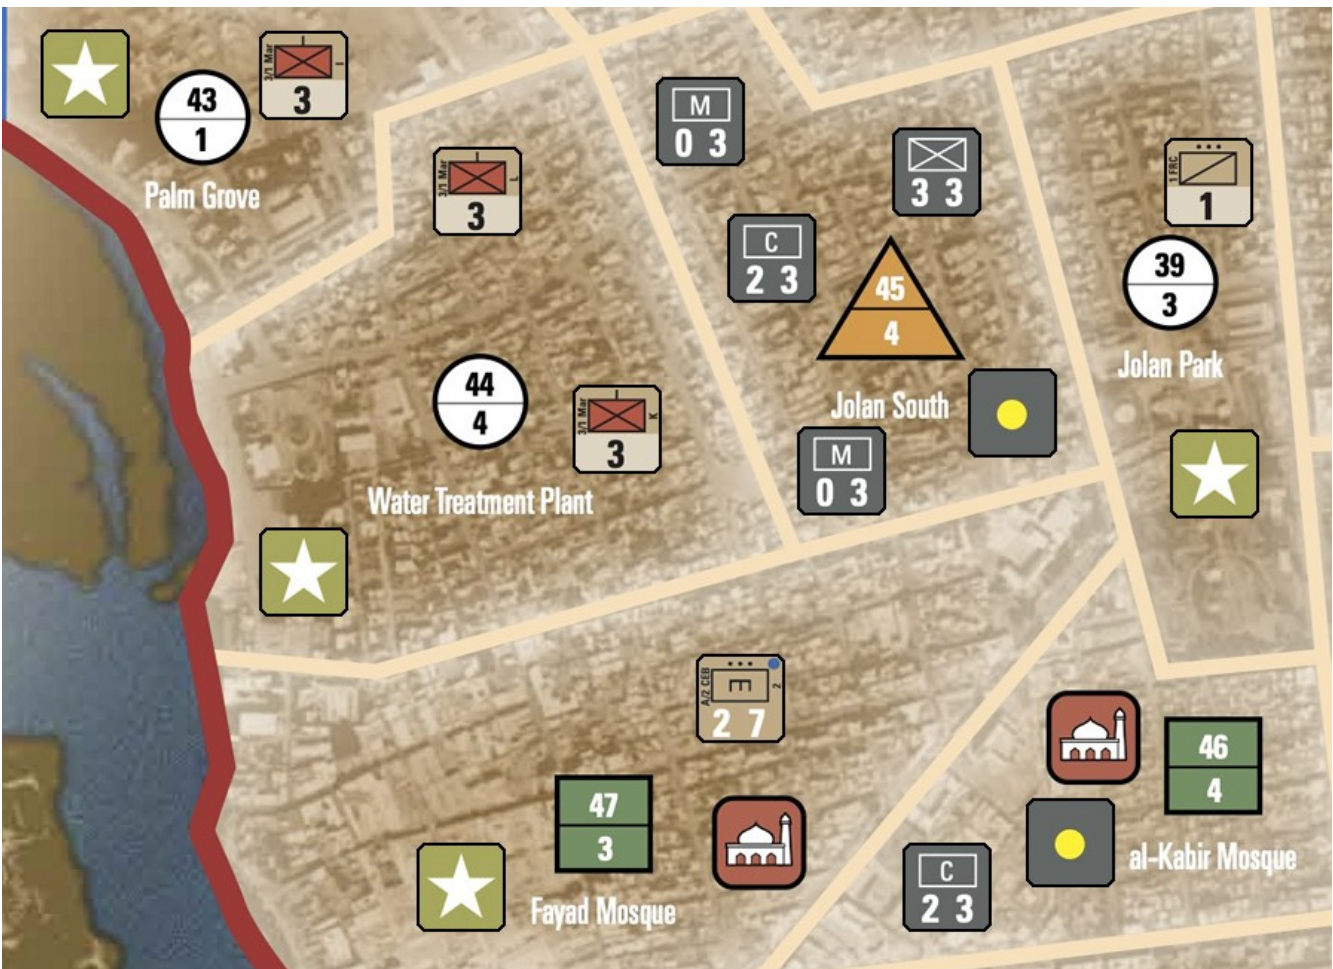 3/1 Mar
I
3
43
1
Palm Grove
3/1 Mar
L
3
M
0 3
3 3
1 FRC
1
C
2 3
45
4
39
3
Jolan Park
44
4
3/1 Mar
K
3
Jolan South
M
0 3
Water Treatment Plant
A/2 CEB
E
2
2 7
46
4
47
3
al-Kabir Mosque
C
2 3
Fayad Mosque